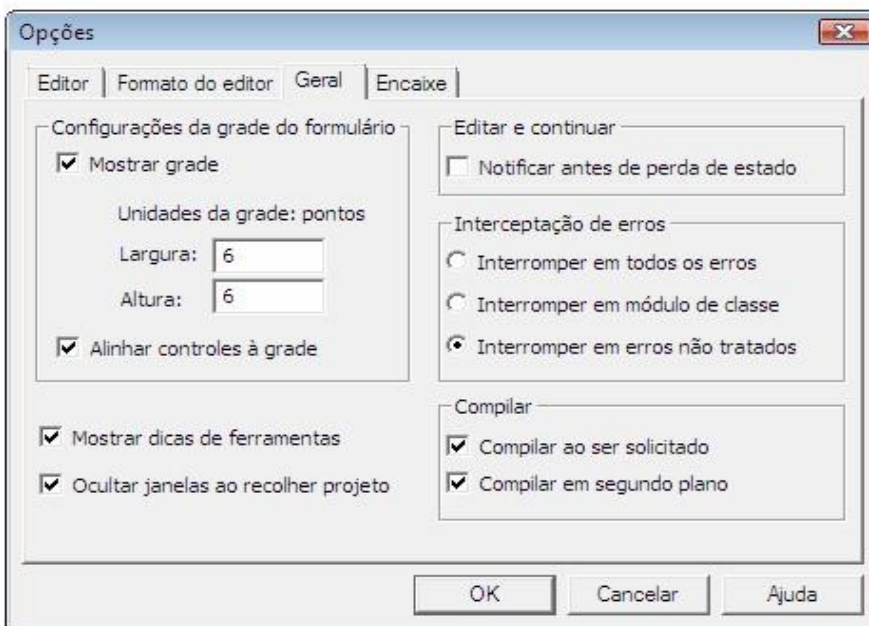 Opções
Editor
Formato do editor
Geral
Encaixe
Configurações da grade do formulário
Mostrar grade
Unidades da grade: pontos
Largura: 6
Altura: 6
Alinhar controles à grade
Mostrar dicas de ferramentas
Ocultar janelas ao recolher projeto
Editar e continuar
Notificar antes de perda de estado
Interceptação de erros
Interromper em todos os erros
Interromper em módulo de classe
Interromper em erros não tratados
Compilar
Compilar ao ser solicitado
Compilar em segundo plano
OK
Cancelar
Ajuda